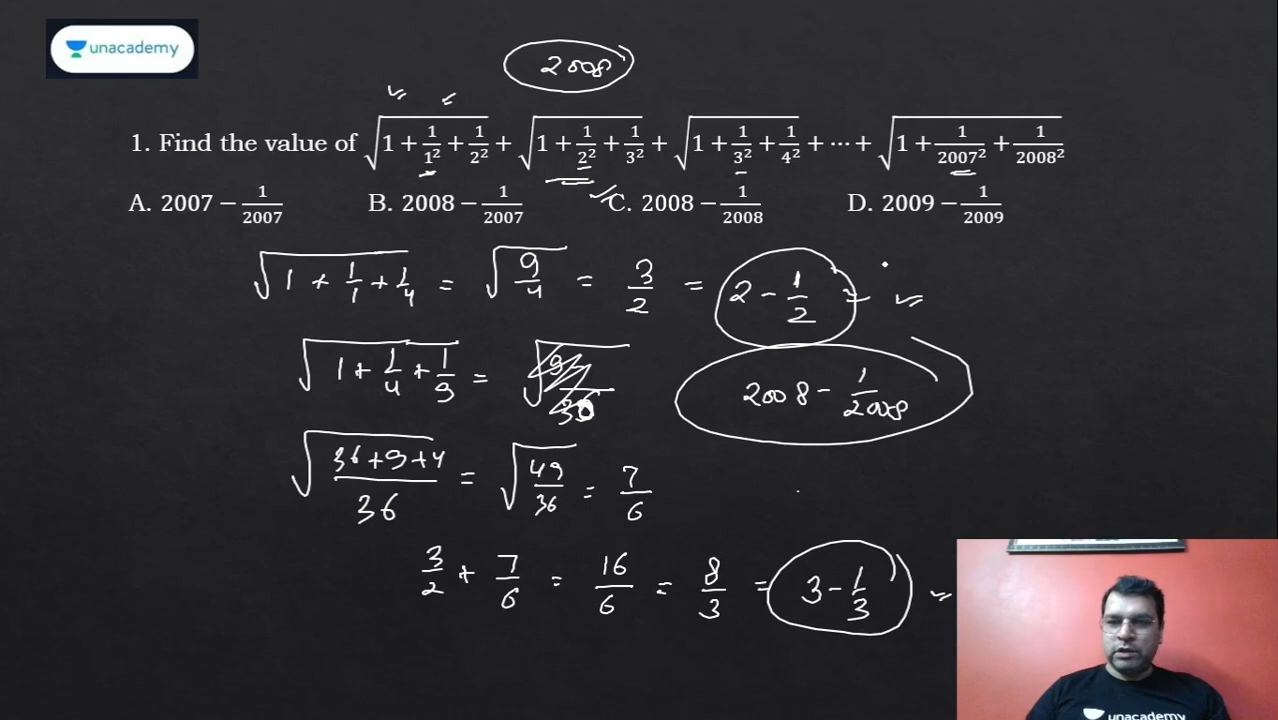 unacademy
2008
1. Find the value of √(1 + 1/1² + 1/2²) + √(1 + 1/2² + 1/3²) + √(1 + 1/3² + 1/4²) + ⋯ + √(1 + 1/2007² + 1/2008²)
A. 2007 − 1/2007 B. 2008 − 1/2007 C. 2008 − 1/2008 D. 2009 − 1/2009
√(1 + 1/1 + 1/4) = √(9/4) = 3/2 = 2 − 1/2
√(1 + 1/4 + 1/9) =
2008 − 1/2008
√((36+9+4)/36) = √(49/36) = 7/6
3/2 + 7/6 = 16/6 = 8/3 = 3 − 1/3
unacademy